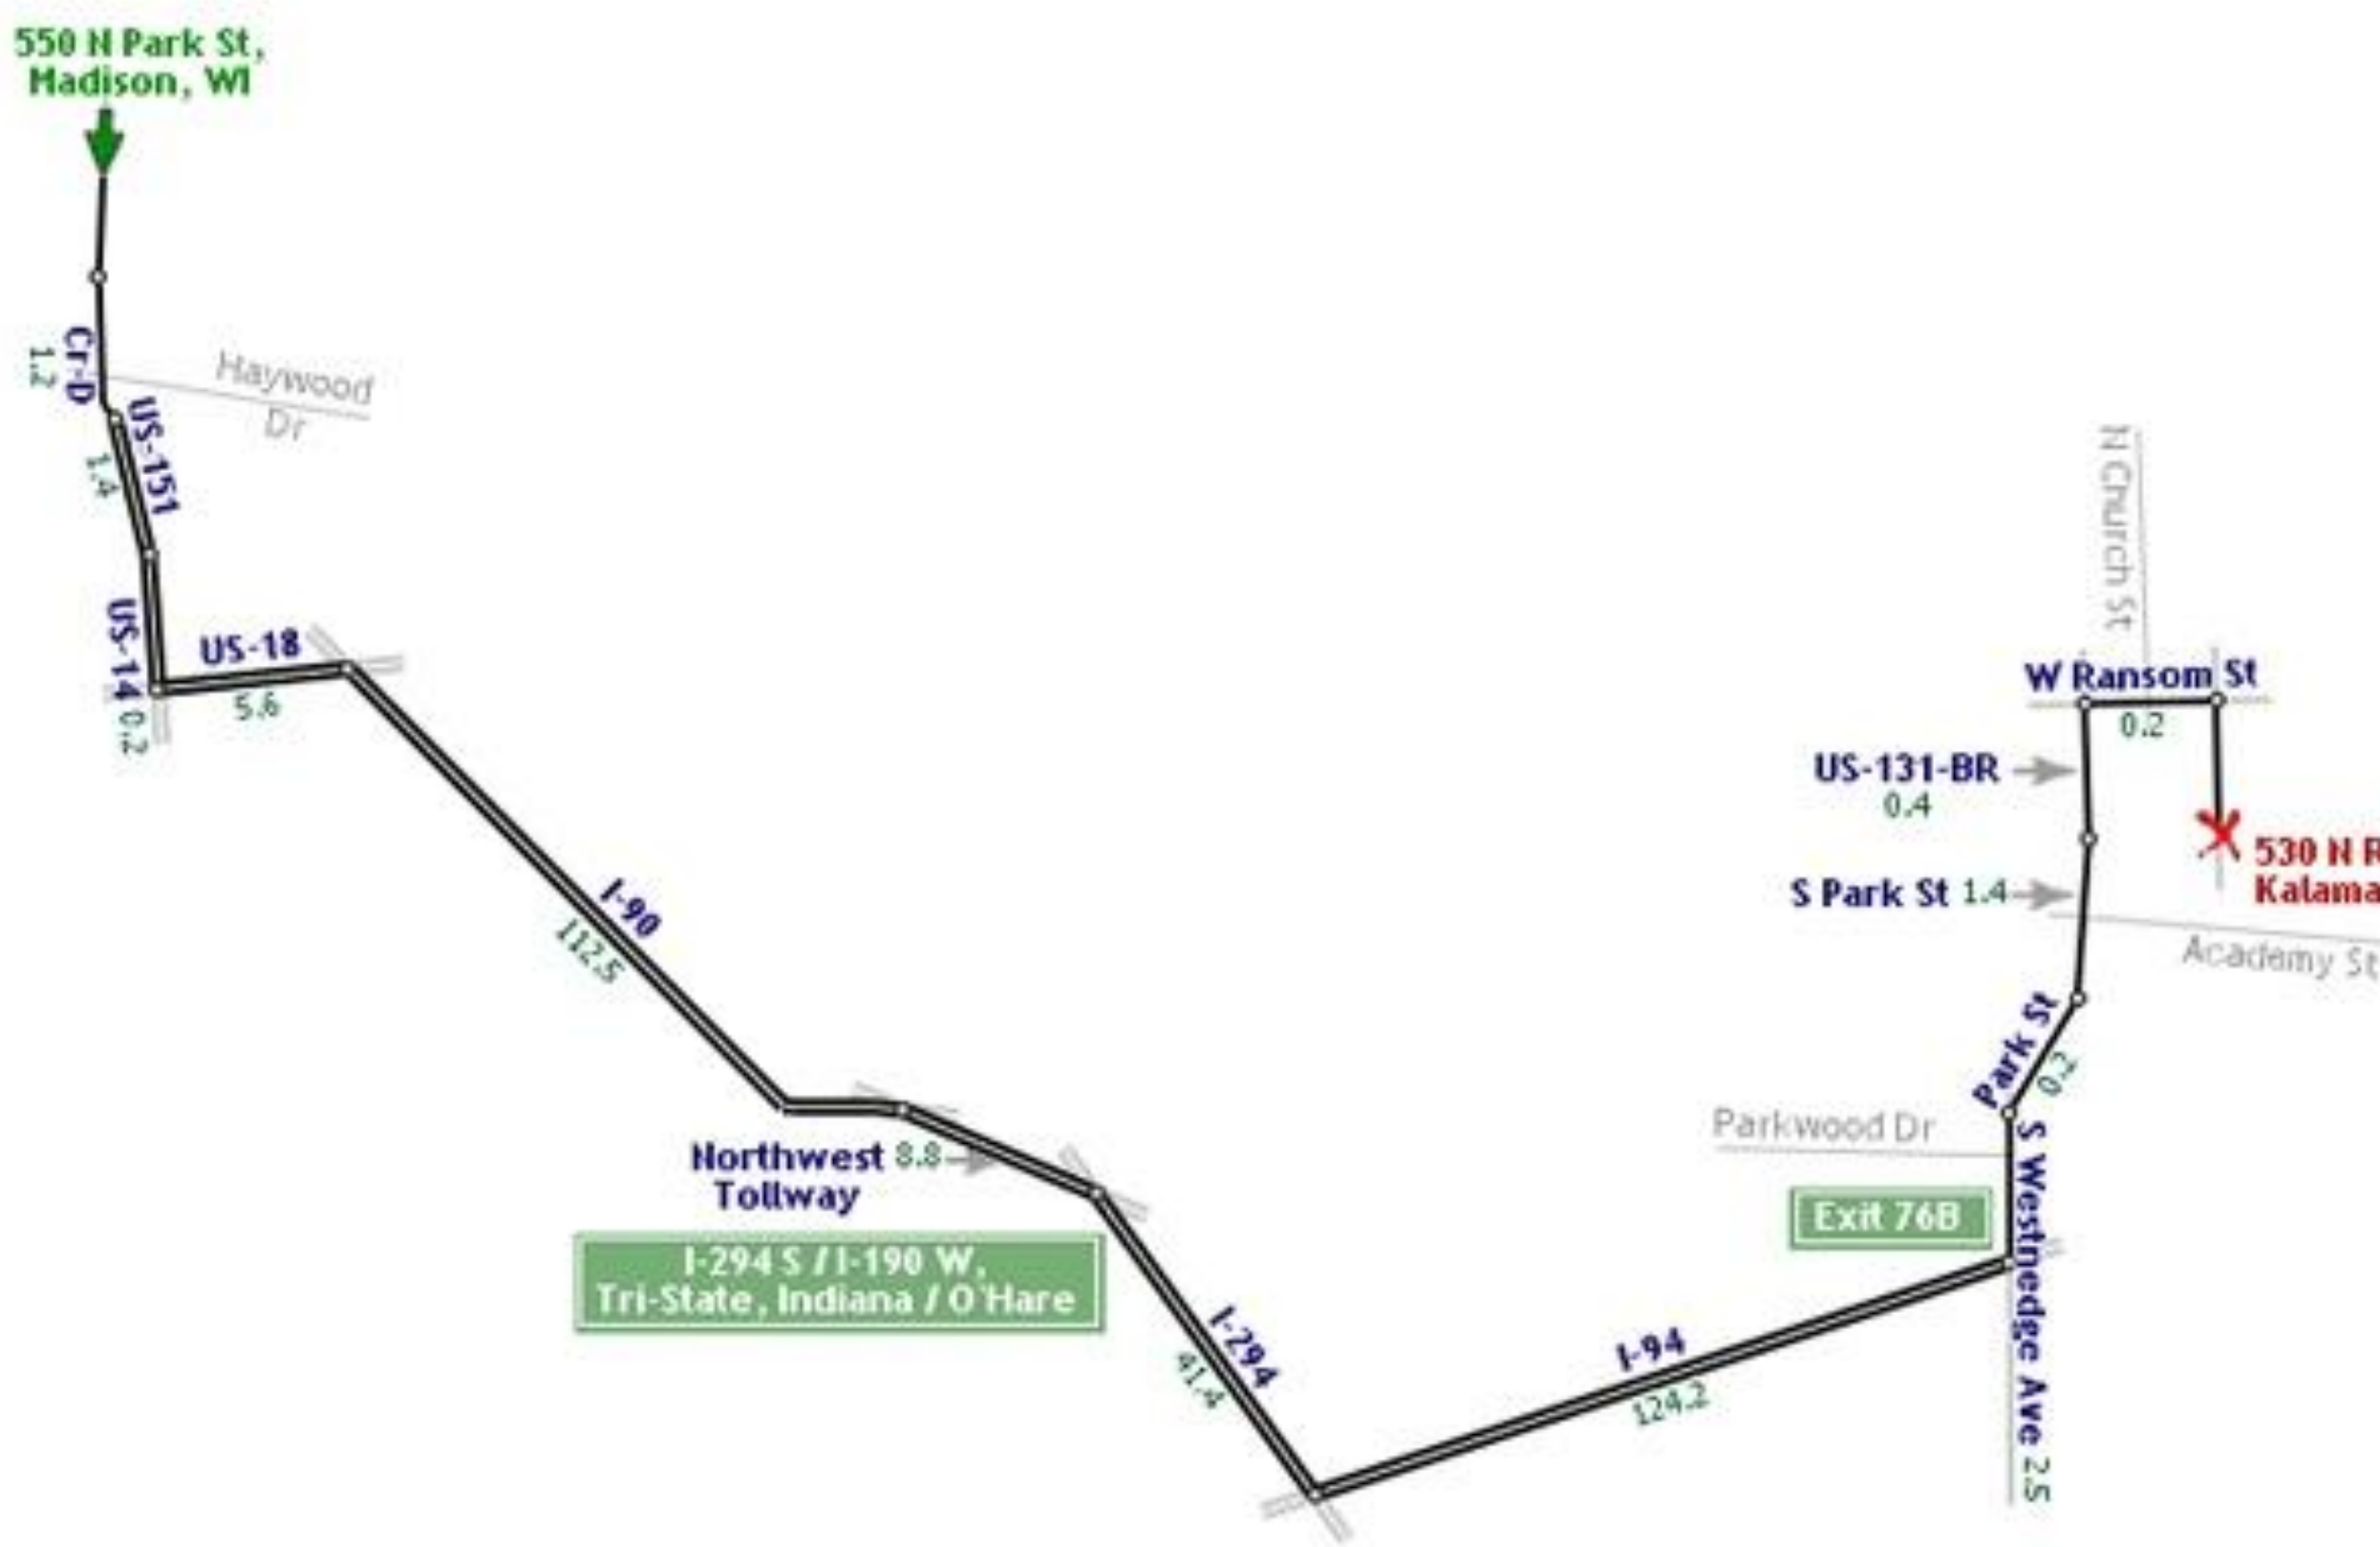 550 N Park St,
Madison, WI
Cr-D
1.2
Haywood
Dr
US-151
1.4
US-14 0.2
US-18
5.6
I-90
112.5
Northwest 8.8
Tollway
I-294 S / I-190 W,
Tri-State, Indiana / O'Hare
I-294
41.4
I-94
124.2
Exit 76B
S Westnedge Ave 2.5
Parkwood Dr
Park St
0.2
S Park St 1.4
Academy St
US-131-BR
0.4
W Ransom St
0.2
N Church St
530 N R
Kalama